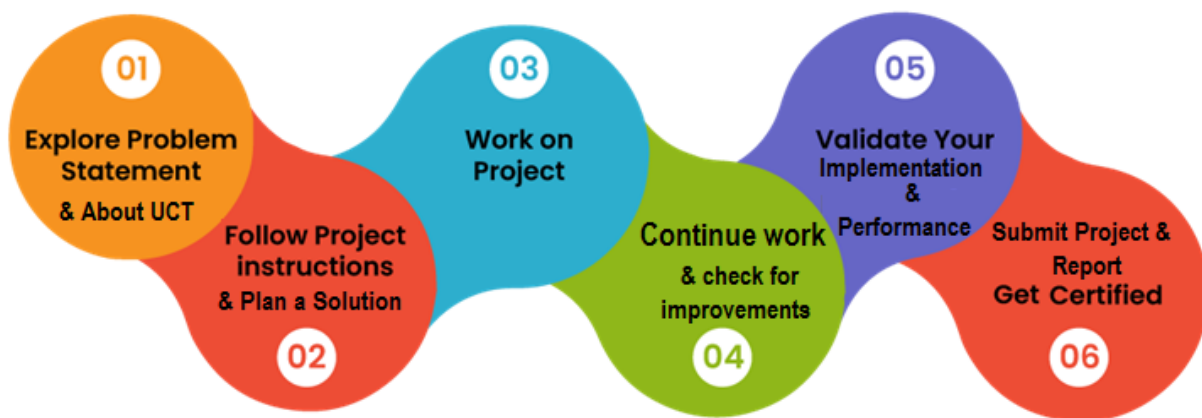 01
Explore Problem
Statement
& About UCT
Follow Project
instructions
& Plan a Solution
02
03
Work on
Project
Continue work
& check for
improvements
04
05
Validate Your
Implementation
&
Performance
Submit Project &
Report
Get Certified
06